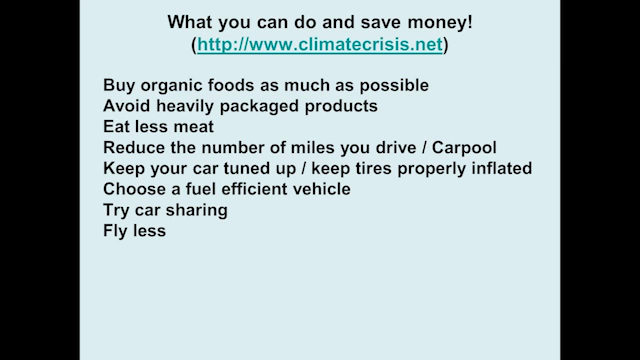 What you can do and save money!
(http://www.climatecrisis.net)
Buy organic foods as much as possible
Avoid heavily packaged products
Eat less meat
Reduce the number of miles you drive / Carpool
Keep your car tuned up / keep tires properly inflated
Choose a fuel efficient vehicle
Try car sharing
Fly less